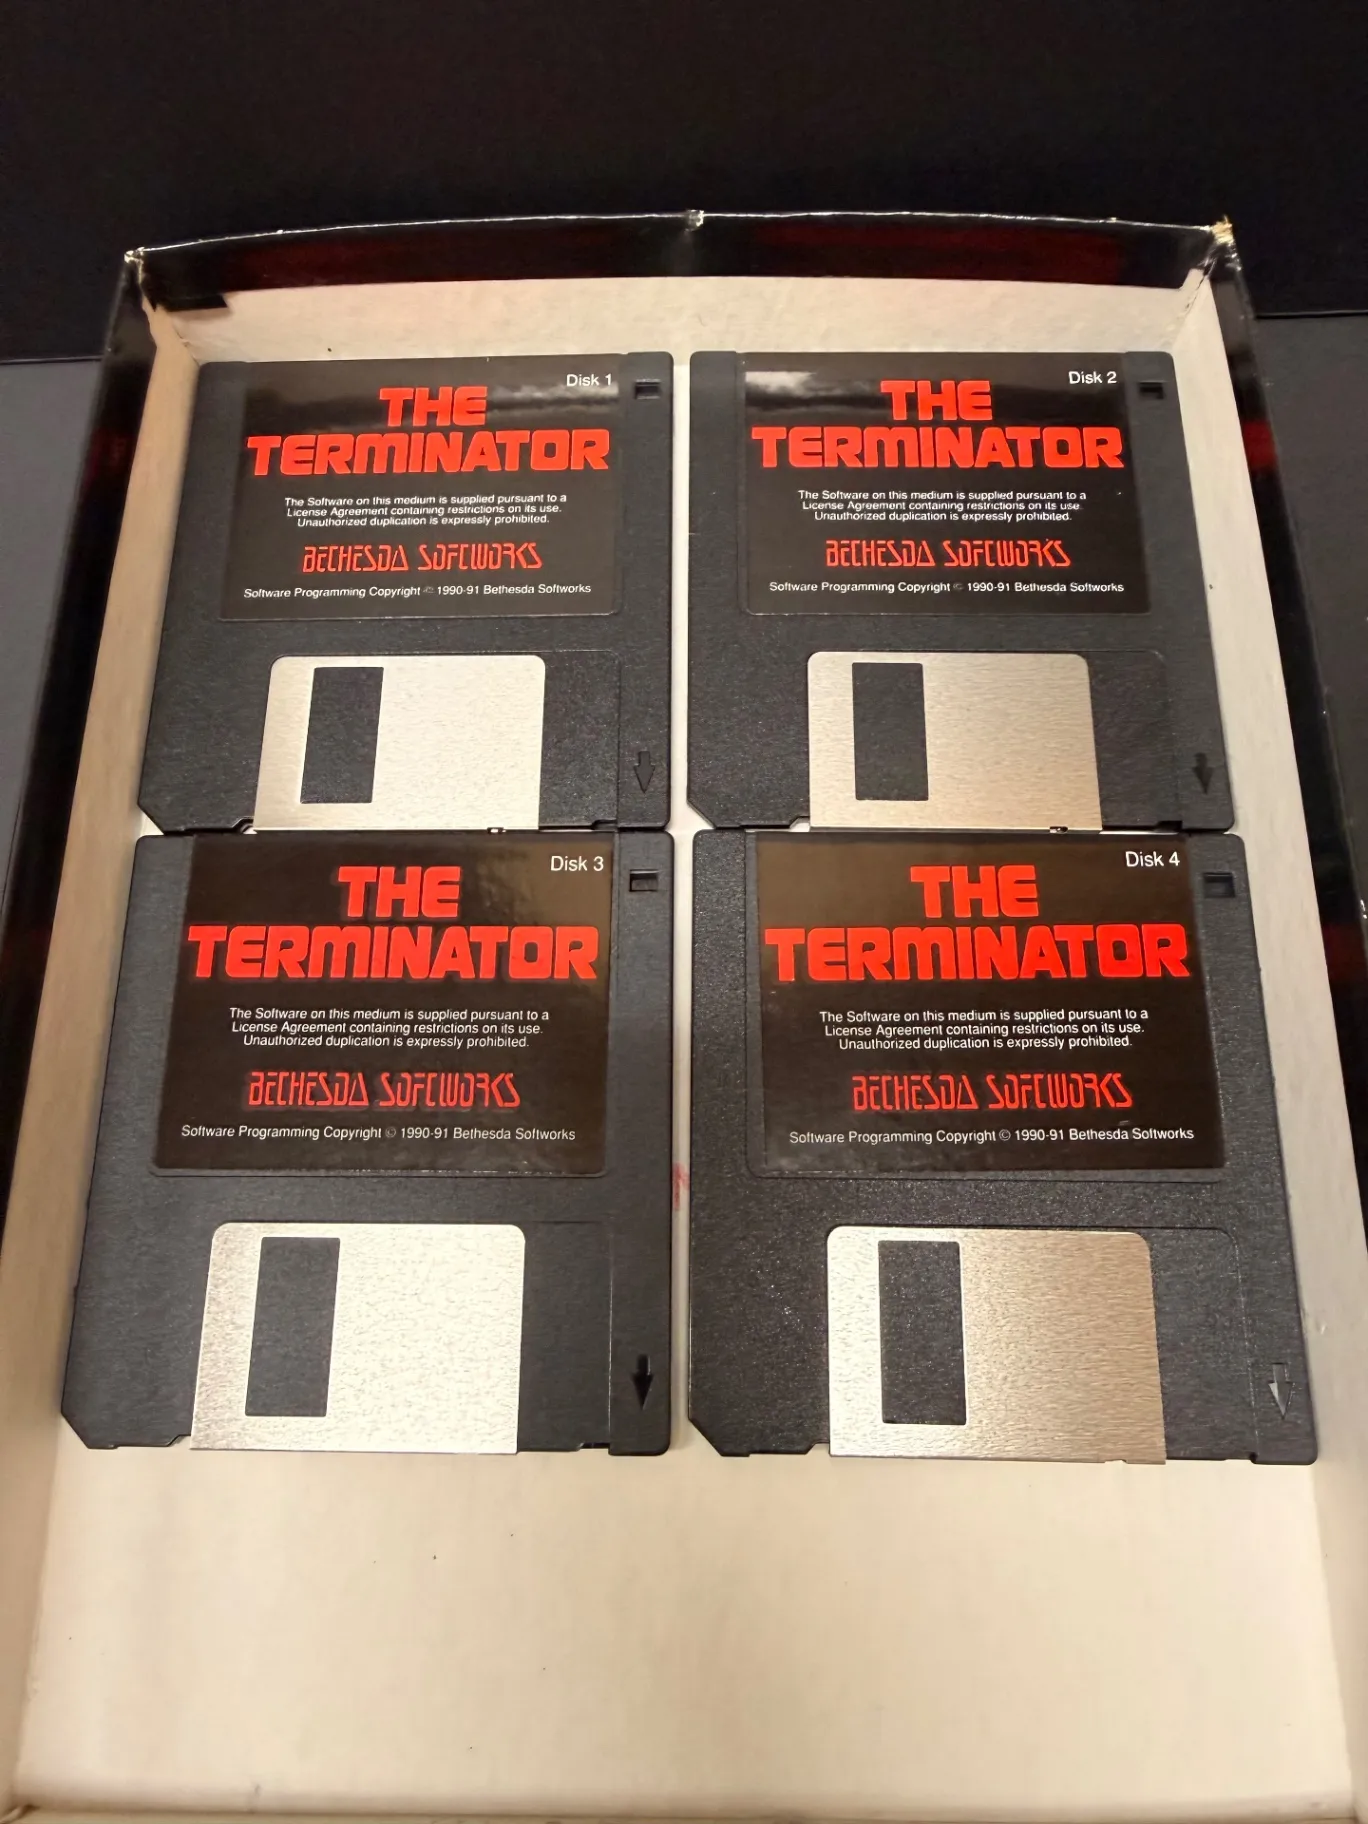 Disk 1
THE
TERMINATOR
The Software on this medium is supplied pursuant to a
License Agreement containing restrictions on its use.
Unauthorized duplication is expressly prohibited.
BETHESDA SOFTWORKS
Software Programming Copyright © 1990-91 Bethesda Softworks
Disk 2
THE
TERMINATOR
The Software on this medium is supplied pursuant to a
License Agreement containing restrictions on its use.
Unauthorized duplication is expressly prohibited.
BETHESDA SOFTWORKS
Software Programming Copyright © 1990-91 Bethesda Softworks
Disk 3
THE
TERMINATOR
The Software on this medium is supplied pursuant to a
License Agreement containing restrictions on its use.
Unauthorized duplication is expressly prohibited.
BETHESDA SOFTWORKS
Software Programming Copyright © 1990-91 Bethesda Softworks
Disk 4
THE
TERMINATOR
The Software on this medium is supplied pursuant to a
License Agreement containing restrictions on its use.
Unauthorized duplication is expressly prohibited.
BETHESDA SOFTWORKS
Software Programming Copyright © 1990-91 Bethesda Softworks